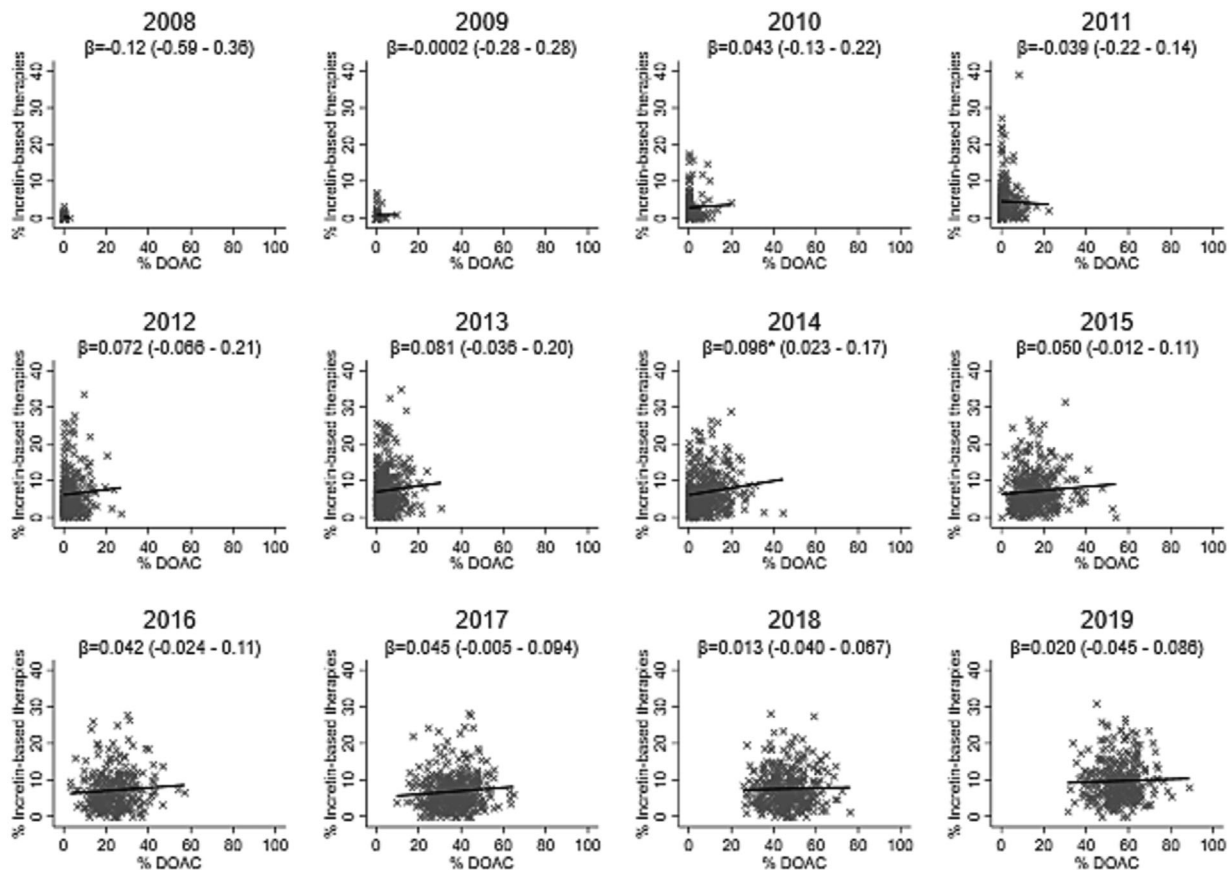 2008
β=-0.12 (-0.59 - 0.36)
% Incretin-based therapies
0 10 20 30 40
0 20 40 60 80 100
% DOAC
2009
β=-0.0002 (-0.28 - 0.28)
% Incretin-based therapies
0 10 20 30 40
0 20 40 60 80 100
% DOAC
2010
β=0.043 (-0.13 - 0.22)
% Incretin-based therapies
0 10 20 30 40
0 20 40 60 80 100
% DOAC
2011
β=-0.039 (-0.22 - 0.14)
% Incretin-based therapies
0 10 20 30 40
0 20 40 60 80 100
% DOAC
2012
β=0.072 (-0.066 - 0.21)
% Incretin-based therapies
0 10 20 30 40
0 20 40 60 80 100
% DOAC
2013
β=0.081 (-0.036 - 0.20)
% Incretin-based therapies
0 10 20 30 40
0 20 40 60 80 100
% DOAC
2014
β=0.096* (0.023 - 0.17)
% Incretin-based therapies
0 10 20 30 40
0 20 40 60 80 100
% DOAC
2015
β=0.050 (-0.012 - 0.11)
% Incretin-based therapies
0 10 20 30 40
0 20 40 60 80 100
% DOAC
2016
β=0.042 (-0.024 - 0.11)
% Incretin-based therapies
0 10 20 30 40
0 20 40 60 80 100
% DOAC
2017
β=0.045 (-0.005 - 0.094)
% Incretin-based therapies
0 10 20 30 40
0 20 40 60 80 100
% DOAC
2018
β=0.013 (-0.040 - 0.067)
% Incretin-based therapies
0 10 20 30 40
0 20 40 60 80 100
% DOAC
2019
β=0.020 (-0.045 - 0.086)
% Incretin-based therapies
0 10 20 30 40
0 20 40 60 80 100
% DOAC